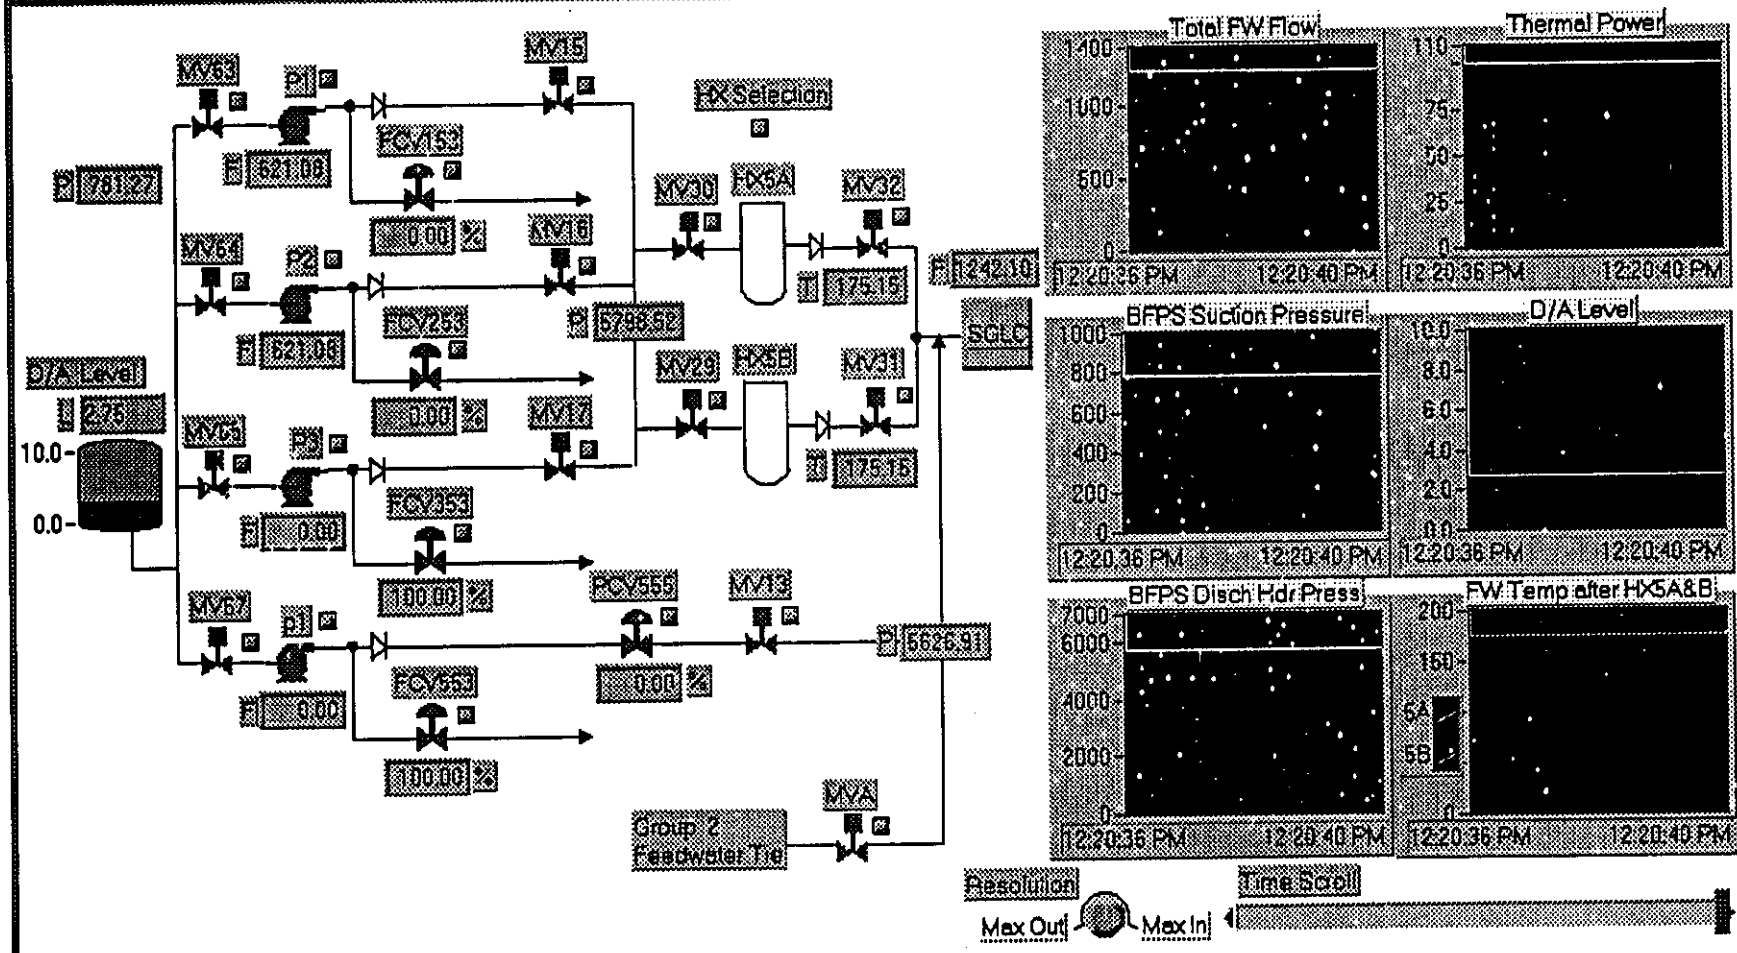 MV15
MV63
P1
HX Selection
FCV153
P 781.27
F 621.08
MV30
HX5A
MV32
0.00 %
MV16
MV64
P2
F 1242.10
T 175.15
FCV253
P 5798.52
F 621.08
SGLC
MV29
HX5B
MV31
D/A Level
L 2.75
0.00 %
MV17
MV65
P3
10.0
T 175.15
FCV353
0.0
F 0.00
100.00 %
PCV555
MV13
MV67
p1
P 5626.91
FCV553
0.00 %
F 0.00
100.00 %
MVA
Group 2
Feedwater Tie
Total FW Flow
1400
1000
500
0
12:20:36 PM 12:20:40 PM
Thermal Power
110
75
50
25
0
12:20:36 PM 12:20:40 PM
BFPS Suction Pressure
1000
800
600
400
200
0
12:20:36 PM 12:20:40 PM
D/A Level
10.0
8.0
6.0
4.0
2.0
0.0
12:20:36 PM 12:20:40 PM
BFPS Disch Hdr Press
7000
6000
4000
2000
0
12:20:36 PM 12:20:40 PM
FW Temp after HX5A&B
200
150
5A
5B
0
12:20:36 PM 12:20:40 PM
Resolution
Max Out
Max In
Time Scroll